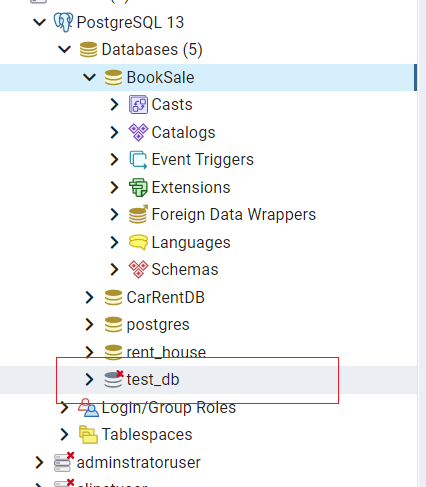 PostgreSQL 13
Databases (5)
BookSale
Casts
Catalogs
Event Triggers
Extensions
Foreign Data Wrappers
Languages
Schemas
CarRentDB
postgres
rent_house
test_db
Login/Group Roles
Tablespaces
adminstratoruser